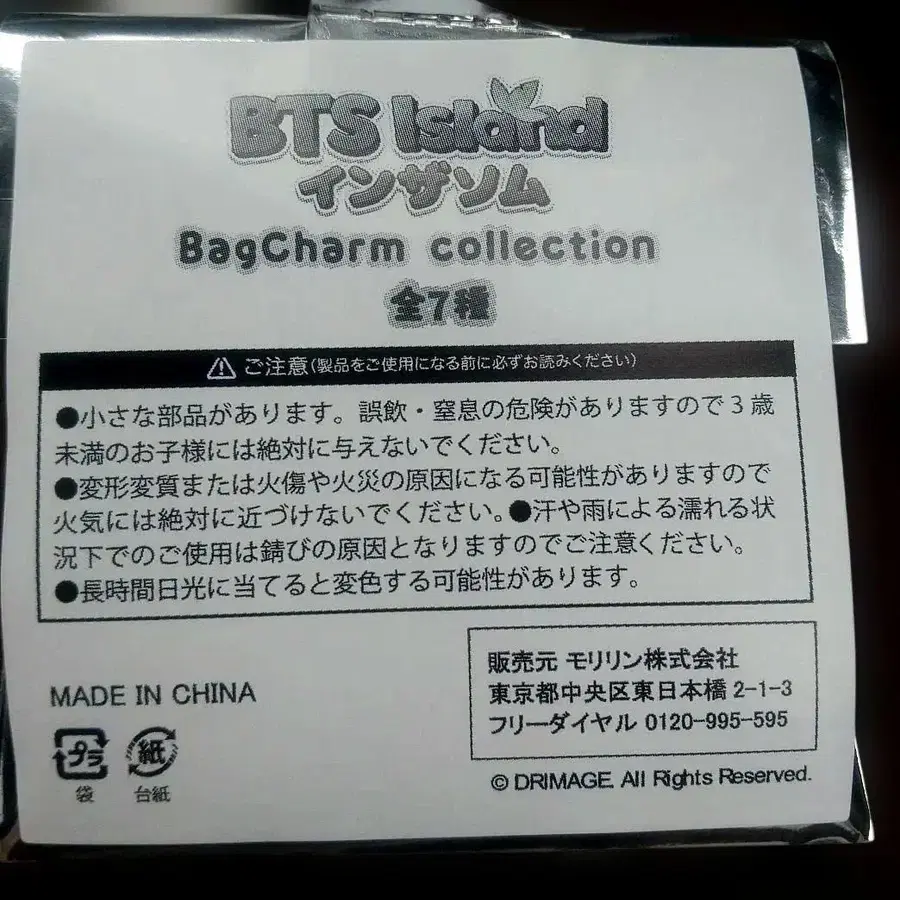 BTS Island
インザソム
BagCharm collection
全7種
ご注意(製品をご使用になる前に必ずお読みください)
●小さな部品があります。誤飲・窒息の危険がありますので3歳
未満のお子様には絶対に与えないでください。
●変形変質または火傷や火災の原因になる可能性がありますので
火気には絶対に近づけないでください。●汗や雨による濡れる状
況下でのご使用は錆びの原因となりますのでご注意ください。
●長時間日光に当てると変色する可能性があります。
販売元 モリリン株式会社
東京都中央区東日本橋 2-1-3
フリーダイヤル 0120-995-595
MADE IN CHINA
プラ 紙
袋 台紙
© DRIMAGE. All Rights Reserved.